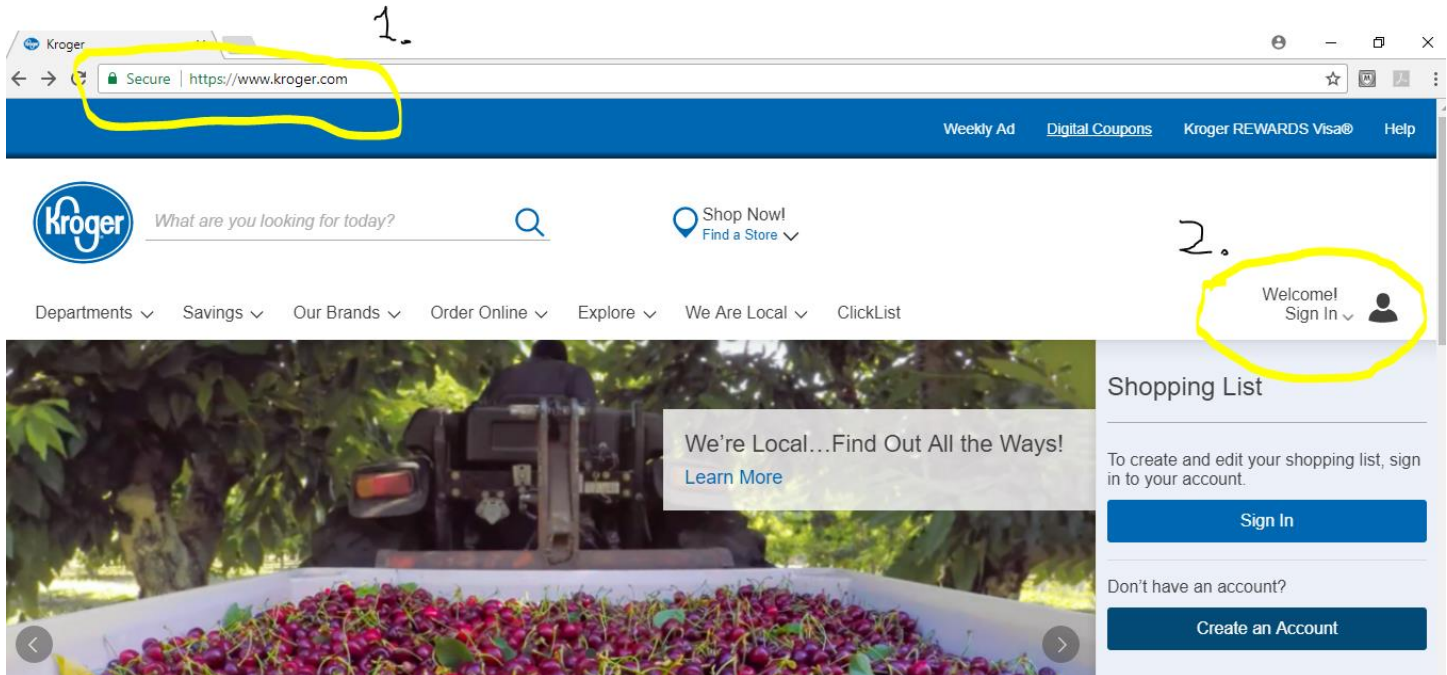 1.
Kroger
Secure | https://www.kroger.com
Weekly Ad Digital Coupons Kroger REWARDS Visa® Help
Kroger What are you looking for today? Shop Now!
Find a Store
2.
Departments Savings Our Brands Order Online Explore We Are Local ClickList
Welcome!
Sign In
We're Local…Find Out All the Ways!
Learn More
Shopping List
To create and edit your shopping list, sign
in to your account.
Sign In
Don't have an account?
Create an Account